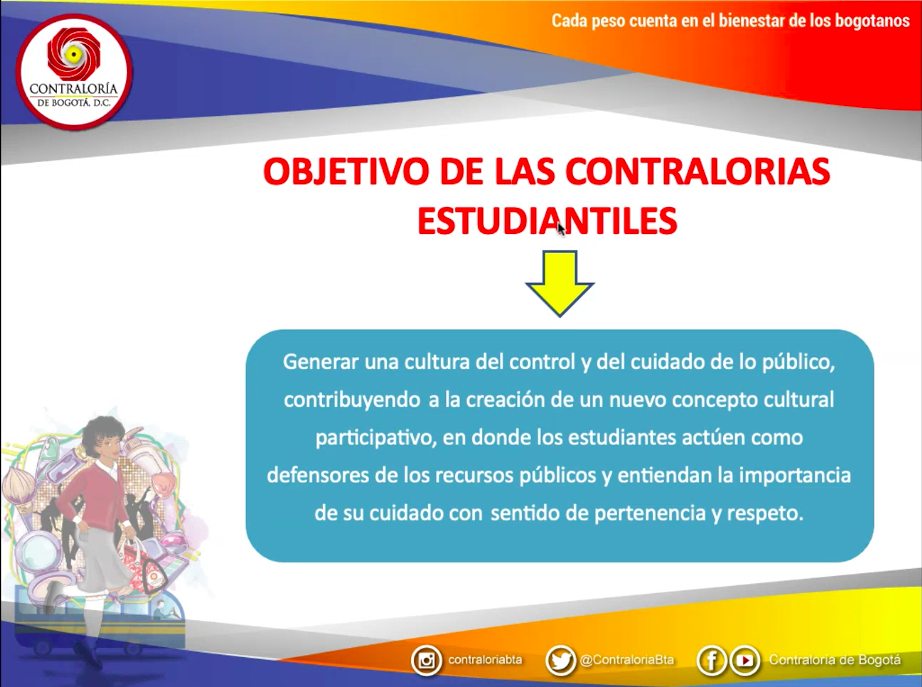 Cada peso cuenta en el bienestar de los bogotanos
CONTRALORÍA
DE BOGOTÁ, D.C.
OBJETIVO DE LAS CONTRALORIAS
ESTUDIANTILES
Generar una cultura del control y del cuidado de lo público,
contribuyendo a la creación de un nuevo concepto cultural
participativo, en donde los estudiantes actúen como
defensores de los recursos públicos y entiendan la importancia
de su cuidado con sentido de pertenencia y respeto.
contraloriabta
@ContraloriaBta
Contraloría de Bogotá